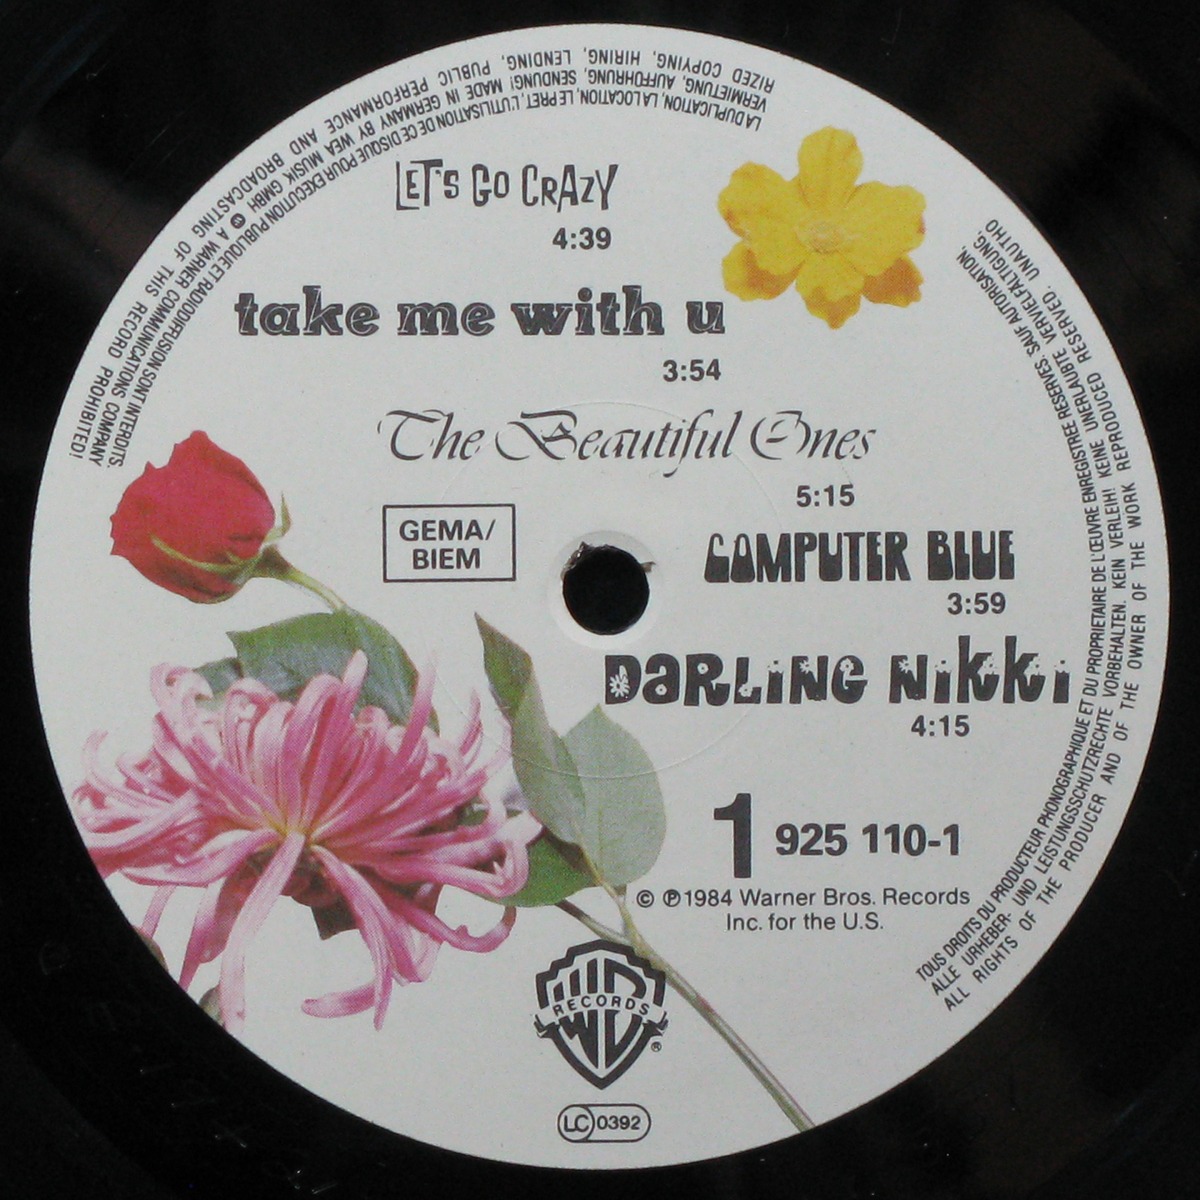 LET'S GO CRAZY
4:39
take me with u
3:54
The Beautiful Ones
5:15
GEMA/
BIEM
COMPUTER BLUE
3:59
DARLING NIKKI
4:15
1 925 110-1
© ℗ 1984 Warner Bros. Records
Inc. for the U.S.
RECORDS
®
LC 0392
TOUS DROITS DU PRODUCTEUR PHONOGRAPHIQUE ET DU PROPRIETAIRE DE L'ŒUVRE ENREGISTREE RESERVES. SAUF AUTORISATION,
LA DUPLICATION, LA LOCATION, LE PRET, L'UTILISATION DE CE DISQUE POUR EXECUTION PUBLIQUE ET RADIODIFFUSION SONT INTERDITS.
ALLE URHEBER- UND LEISTUNGSSCHUTZRECHTE VORBEHALTEN. KEIN VERLEIH! KEINE UNERLAUBTE VERVIELFÄLTIGUNG,
VERMIETUNG, AUFFÜHRUNG, SENDUNG! MADE IN GERMANY BY WEA MUSIK GMBH A WARNER COMMUNICATIONS COMPANY
ALL RIGHTS OF THE PRODUCER AND OF THE OWNER OF THE WORK REPRODUCED RESERVED. UNAUTHO
RIZED COPYING, HIRING, LENDING, PUBLIC PERFORMANCE AND BROADCASTING OF THIS RECORD PROHIBITED!